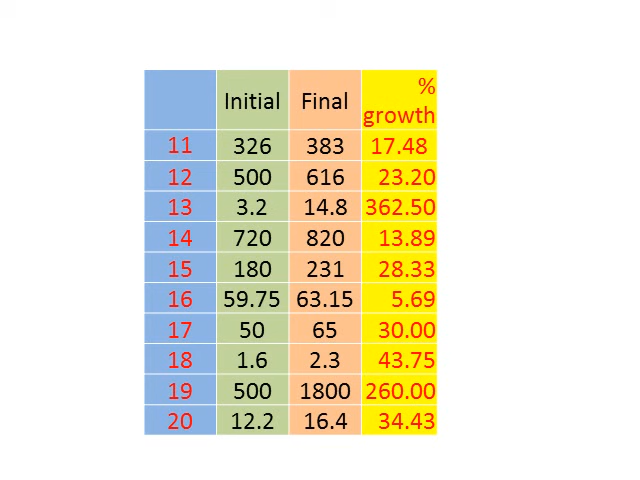 %
Initial Final growth
11 326 383 17.48
12 500 616 23.20
13 3.2 14.8 362.50
14 720 820 13.89
15 180 231 28.33
16 59.75 63.15 5.69
17 50 65 30.00
18 1.6 2.3 43.75
19 500 1800 260.00
20 12.2 16.4 34.43